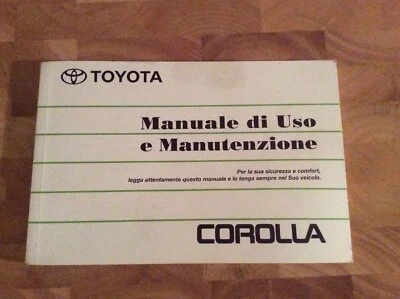 TOYOTA
Manuale di Uso
e Manutenzione
Per la sua sicurezza e comfort,
legga attentamente questo manuale e lo tenga sempre nel Suo veicolo.
COROLLA